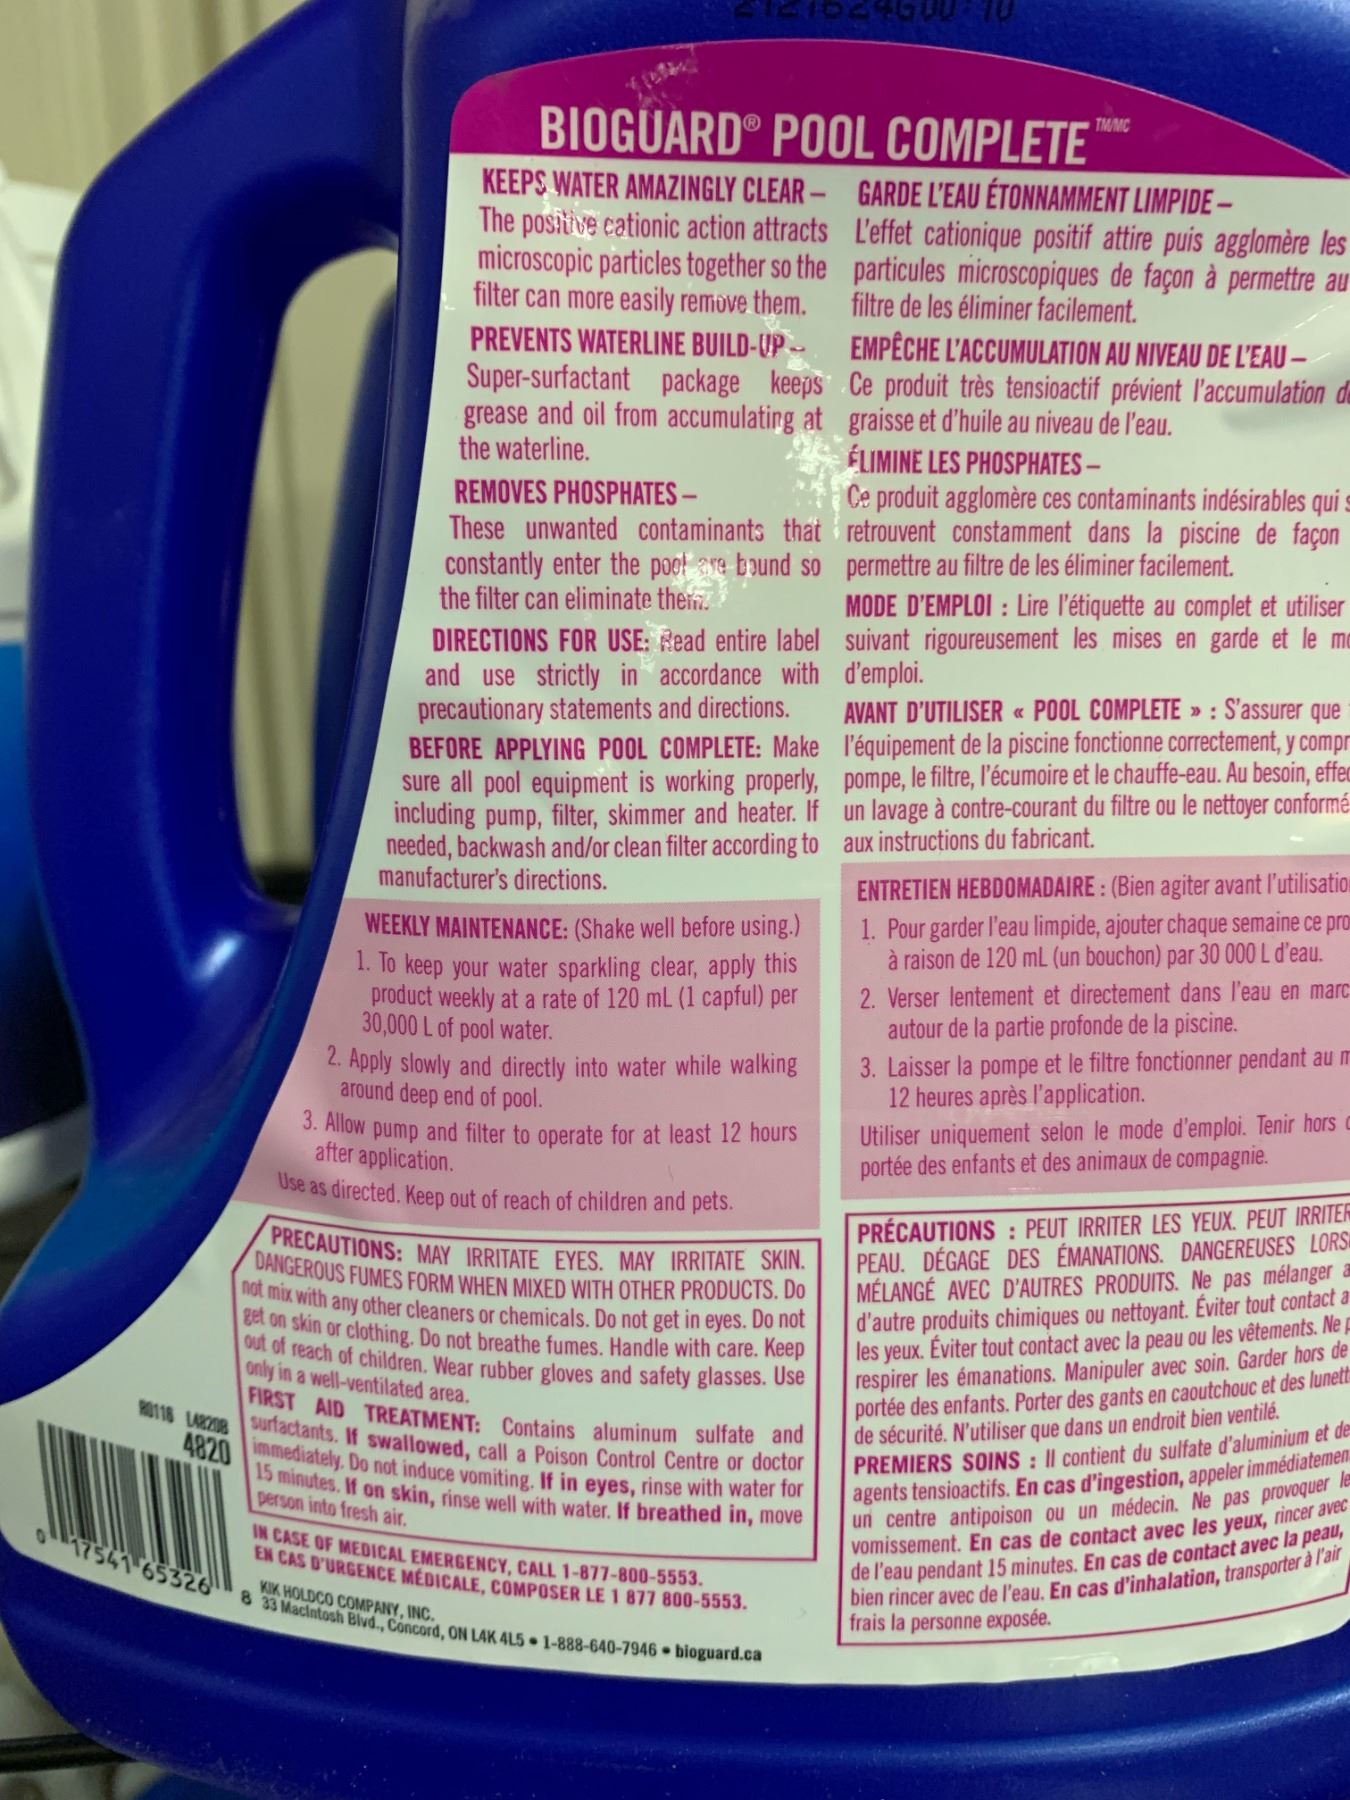 BIOGUARD® POOL COMPLETE TM/MC
KEEPS WATER AMAZINGLY CLEAR –
The positive cationic action attracts
microscopic particles together so the
filter can more easily remove them.
PREVENTS WATERLINE BUILD-UP –
Super-surfactant package keeps
grease and oil from accumulating at
the waterline.
REMOVES PHOSPHATES –
These unwanted contaminants that
constantly enter the pool are bound so
the filter can eliminate them.
DIRECTIONS FOR USE: Read entire label
and use strictly in accordance with
precautionary statements and directions.
BEFORE APPLYING POOL COMPLETE: Make
sure all pool equipment is working properly,
including pump, filter, skimmer and heater. If
needed, backwash and/or clean filter according to
manufacturer's directions.
WEEKLY MAINTENANCE: (Shake well before using.)
1. To keep your water sparkling clear, apply this
product weekly at a rate of 120 mL (1 capful) per
30,000 L of pool water.
2. Apply slowly and directly into water while walking
around deep end of pool.
3. Allow pump and filter to operate for at least 12 hours
after application.
Use as directed. Keep out of reach of children and pets.
PRECAUTIONS: MAY IRRITATE EYES. MAY IRRITATE SKIN.
DANGEROUS FUMES FORM WHEN MIXED WITH OTHER PRODUCTS. Do
not mix with any other cleaners or chemicals. Do not get in eyes. Do not
get on skin or clothing. Do not breathe fumes. Handle with care. Keep
out of reach of children. Wear rubber gloves and safety glasses. Use
only in a well-ventilated area.
FIRST AID TREATMENT: Contains aluminum sulfate and
surfactants. If swallowed, call a Poison Control Centre or doctor
immediately. Do not induce vomiting. If in eyes, rinse with water for
15 minutes. If on skin, rinse well with water. If breathed in, move
person into fresh air.
IN CASE OF MEDICAL EMERGENCY, CALL 1-877-800-5553.
EN CAS D'URGENCE MÉDICALE, COMPOSER LE 1 877 800-5553.
KIK HOLDCO COMPANY, INC.
33 MacIntosh Blvd., Concord, ON L4K 4L5 • 1-888-640-7946 • bioguard.ca
R0116 L4820B
4820
0 17541 65326 8
GARDE L'EAU ÉTONNAMMENT LIMPIDE –
L'effet cationique positif attire puis agglomère les
particules microscopiques de façon à permettre au
filtre de les éliminer facilement.
EMPÊCHE L'ACCUMULATION AU NIVEAU DE L'EAU –
Ce produit très tensioactif prévient l'accumulation
graisse et d'huile au niveau de l'eau.
ÉLIMINE LES PHOSPHATES –
Ce produit agglomère ces contaminants indésirables qui
retrouvent constamment dans la piscine de façon
permettre au filtre de les éliminer facilement.
MODE D'EMPLOI : Lire l'étiquette au complet et utiliser
suivant rigoureusement les mises en garde et le
d'emploi.
AVANT D'UTILISER « POOL COMPLETE » : S'assurer que
l'équipement de la piscine fonctionne correctement, y compr
pompe, le filtre, l'écumoire et le chauffe-eau. Au besoin, effec
un lavage à contre-courant du filtre ou le nettoyer conformé
aux instructions du fabricant.
ENTRETIEN HEBDOMADAIRE : (Bien agiter avant l'utilisatio
1. Pour garder l'eau limpide, ajouter chaque semaine ce pro
à raison de 120 mL (un bouchon) par 30 000 L d'eau.
2. Verser lentement et directement dans l'eau en marc
autour de la partie profonde de la piscine.
3. Laisser la pompe et le filtre fonctionner pendant au m
12 heures après l'application.
Utiliser uniquement selon le mode d'emploi. Tenir hors
portée des enfants et des animaux de compagnie.
PRÉCAUTIONS : PEUT IRRITER LES YEUX. PEUT IRRITER
PEAU. DÉGAGE DES ÉMANATIONS. DANGEREUSES LORS
MÉLANGÉ AVEC D'AUTRES PRODUITS. Ne pas mélanger a
d'autre produits chimiques ou nettoyant. Éviter tout contact a
les yeux. Éviter tout contact avec la peau ou les vêtements. Ne p
respirer les émanations. Manipuler avec soin. Garder hors de
portée des enfants. Porter des gants en caoutchouc et des lunett
de sécurité. N'utiliser que dans un endroit bien ventilé.
PREMIERS SOINS : Il contient du sulfate d'aluminium et de
agents tensioactifs. En cas d'ingestion, appeler immédiatemen
un centre antipoison ou un médecin. Ne pas provoquer le
vomissement. En cas de contact avec les yeux, rincer avec
de l'eau pendant 15 minutes. En cas de contact avec la peau,
bien rincer avec de l'eau. En cas d'inhalation, transporter à l'air
frais la personne exposée.